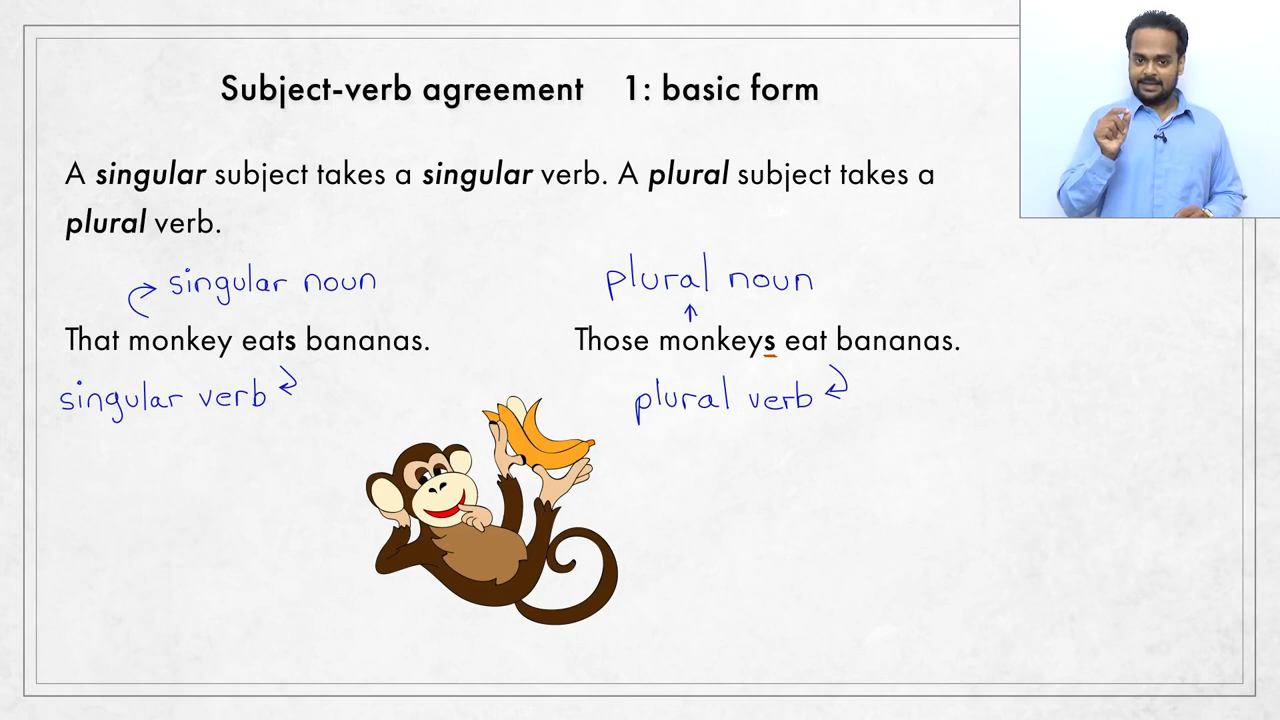 Subject-verb agreement 1: basic form
A singular subject takes a singular verb. A plural subject takes a
plural verb.
singular noun
That monkey eats bananas.
singular verb
plural noun
Those monkeys eat bananas.
plural verb